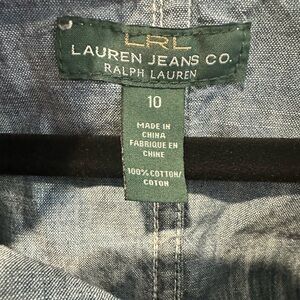 LRL
LAUREN JEANS CO.
RALPH LAUREN
10
MADE IN
CHINA
FABRIQUE EN
CHINE
100% COTTON/
COTON